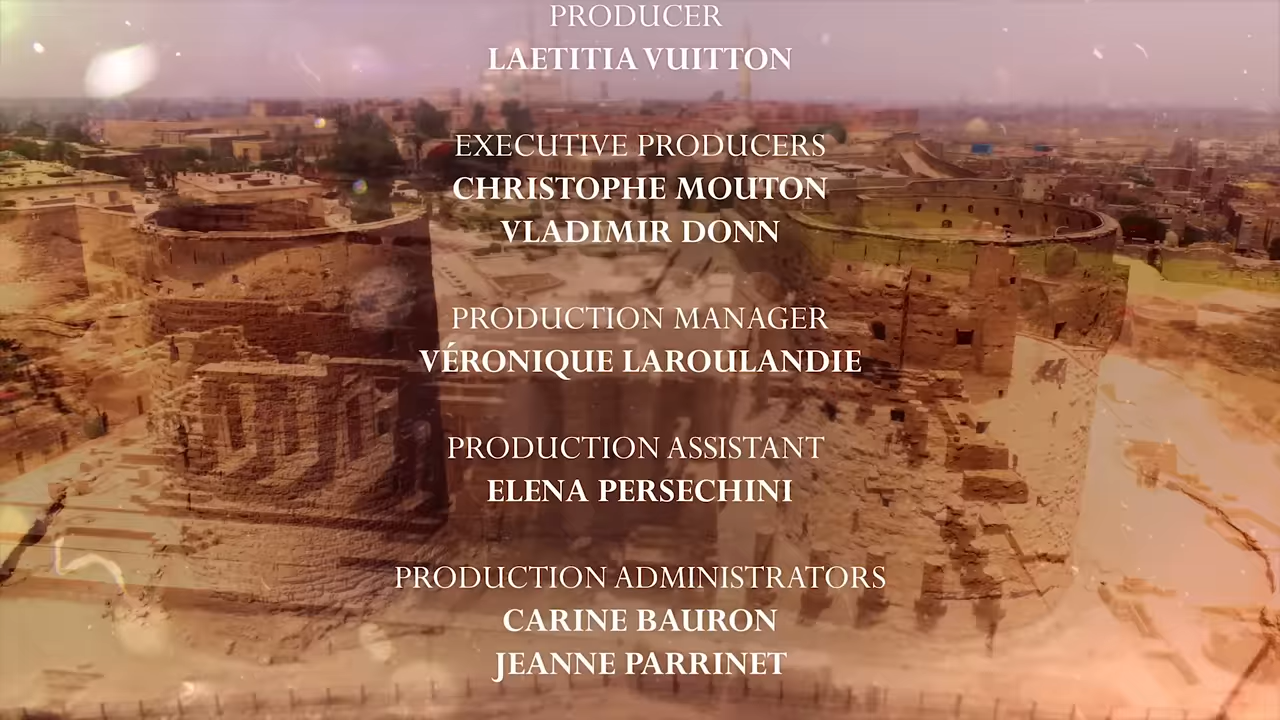 PRODUCER
LAETITIA VUITTON
EXECUTIVE PRODUCERS
CHRISTOPHE MOUTON
VLADIMIR DONN
PRODUCTION MANAGER
VÉRONIQUE LAROULANDIE
PRODUCTION ASSISTANT
ELENA PERSECHINI
PRODUCTION ADMINISTRATORS
CARINE BAURON
JEANNE PARRINET